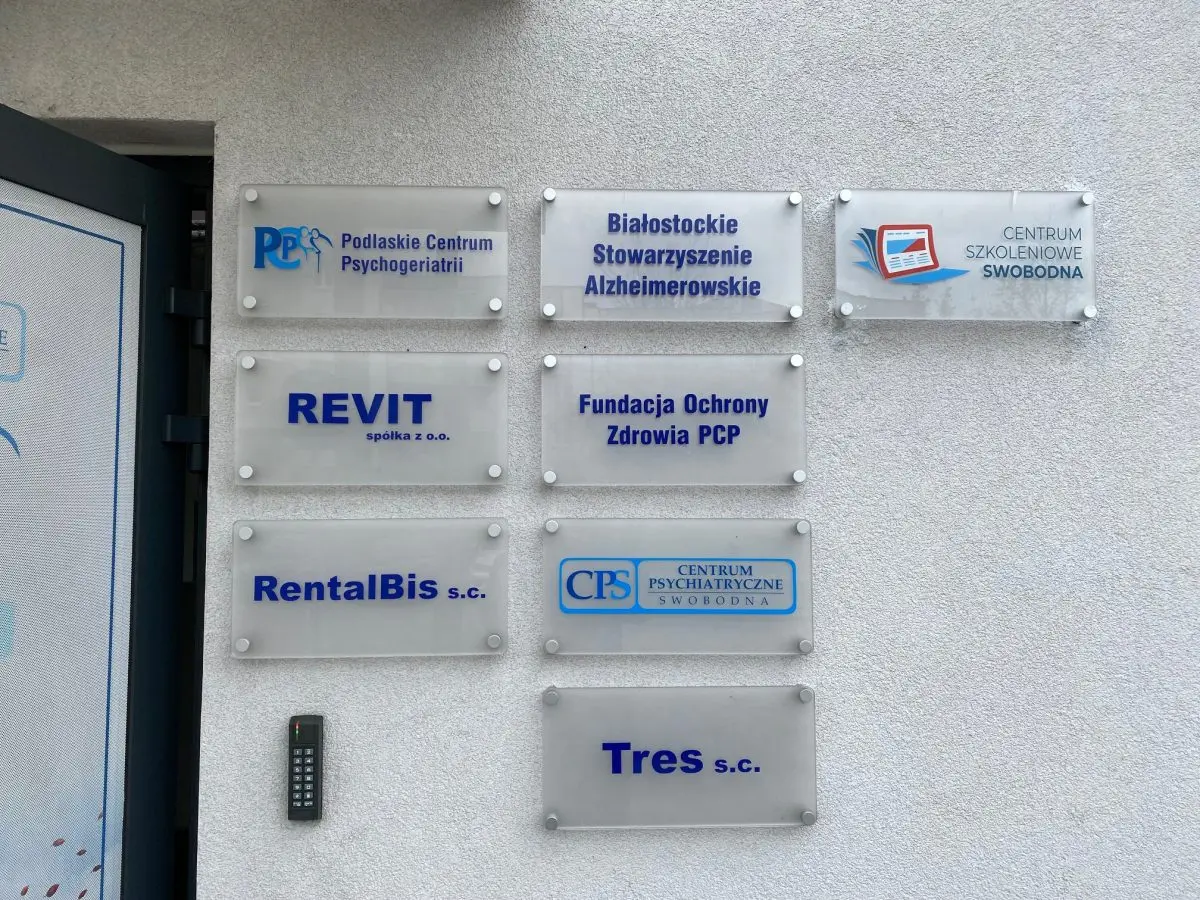 PCP
Podlaskie Centrum
Psychogeriatrii
Białostockie
Stowarzyszenie
Alzheimerowskie
CENTRUM
SZKOLENIOWE
SWOBODNA
REVIT
spółka z o.o.
Fundacja Ochrony
Zdrowia PCP
RentalBis s.c.
CPS
CENTRUM
PSYCHIATRYCZNE
SWOBODNA
Tres s.c.